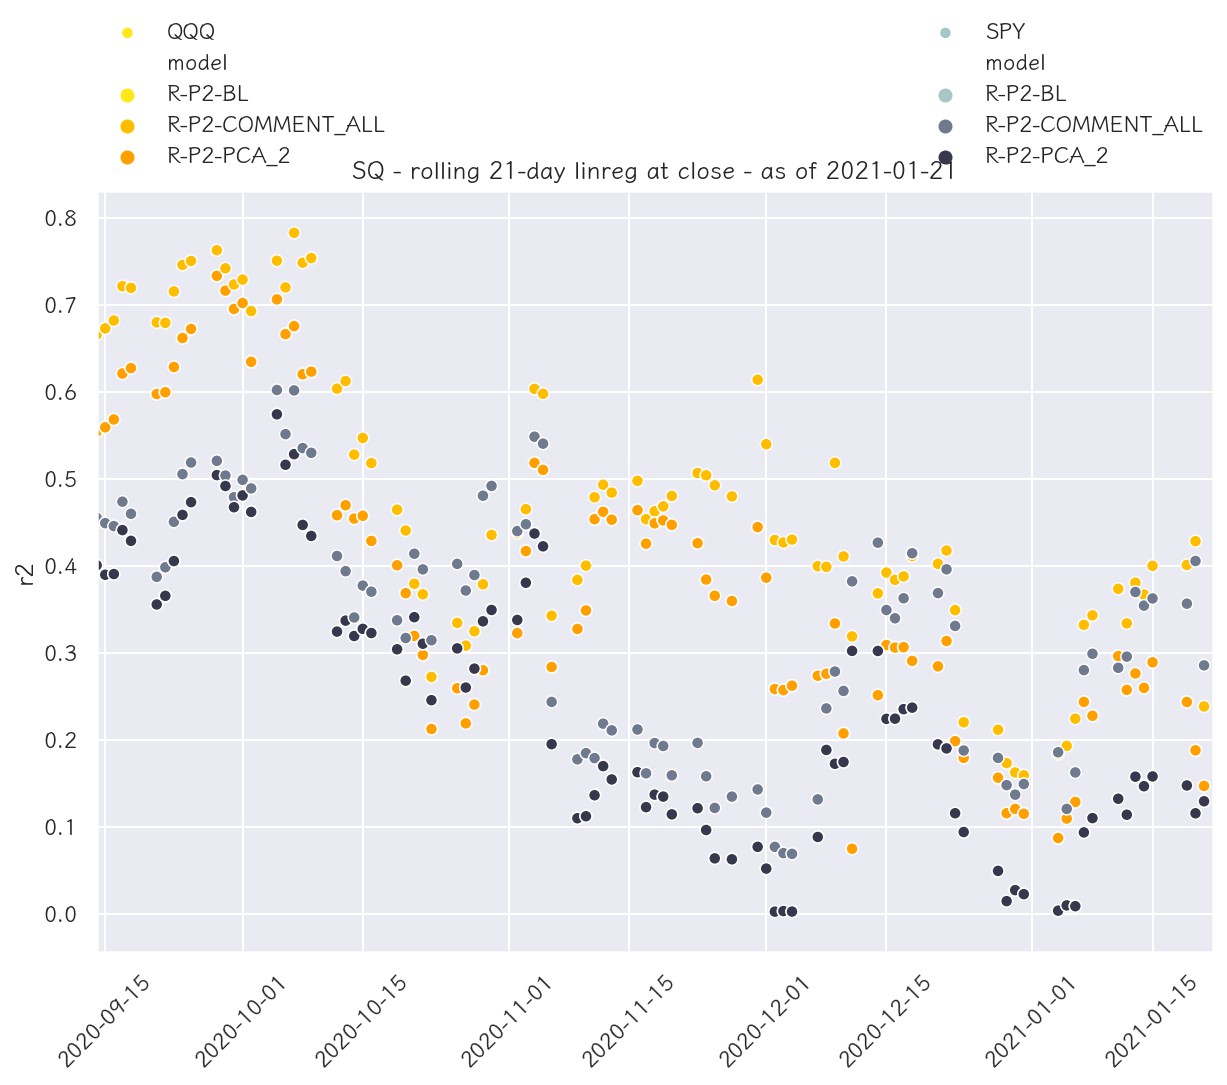 QQQ
model
R-P2-BL
R-P2-COMMENT_ALL
R-P2-PCA_2
SPY
model
R-P2-BL
R-P2-COMMENT_ALL
R-P2-PCA_2
SQ - rolling 21-day linreg at close - as of 2021-01-21
r2
0.8
0.7
0.6
0.5
0.4
0.3
0.2
0.1
0.0
2020-09-15
2020-10-01
2020-10-15
2020-11-01
2020-11-15
2020-12-01
2020-12-15
2021-01-01
2021-01-15